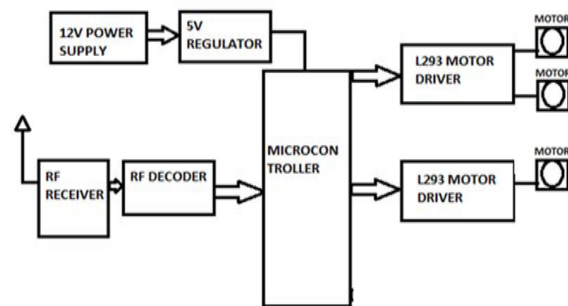 12V POWER
SUPPLY
5V
REGULATOR
L293 MOTOR
DRIVER
MOTOR
MOTOR
RF
RECEIVER
RF DECODER
MICROCON
TROLLER
L293 MOTOR
DRIVER
MOTOR